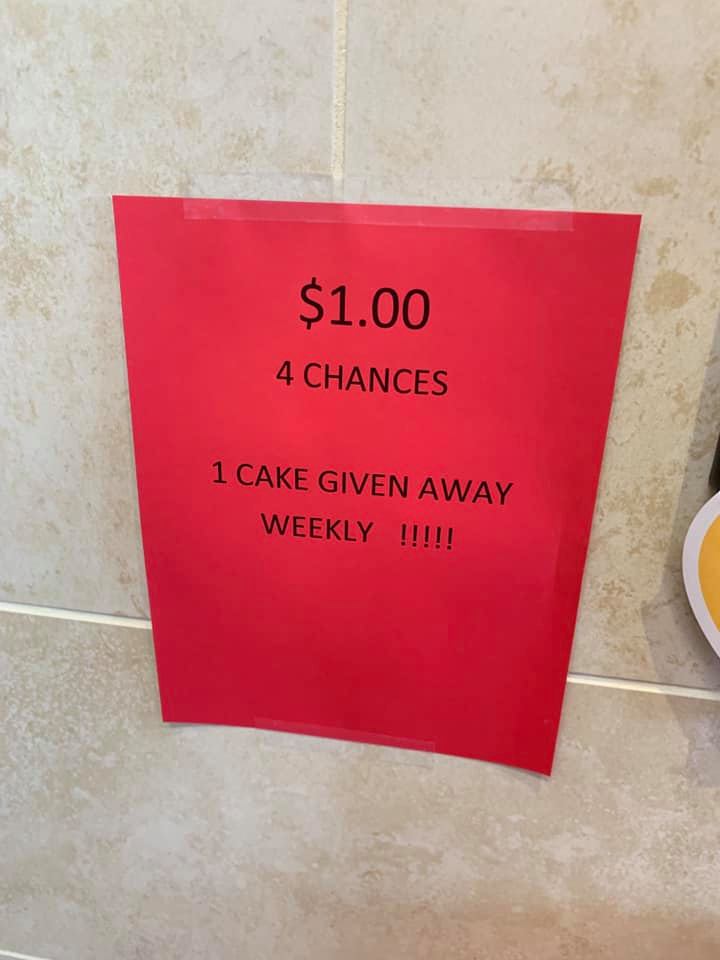 $1.00
4 CHANCES
1 CAKE GIVEN AWAY
WEEKLY !!!!!